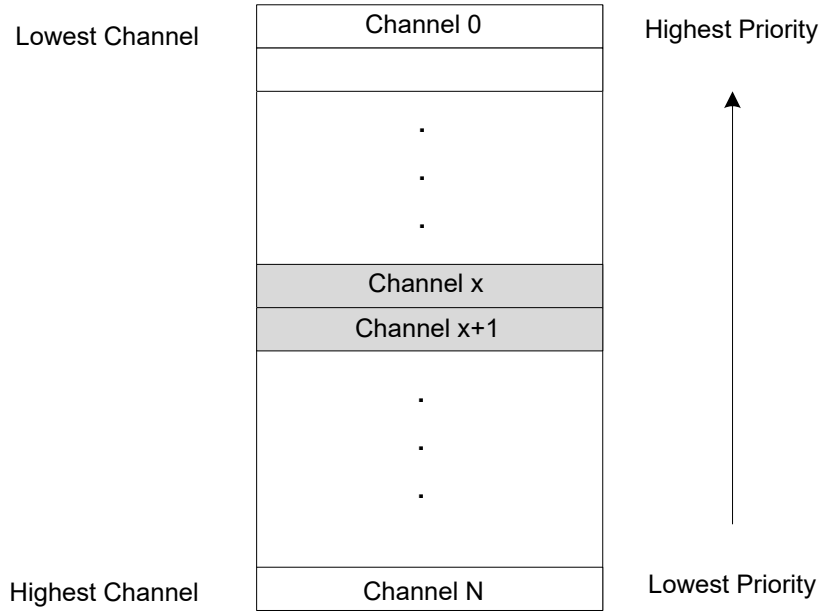 Lowest Channel
Channel 0
Highest Priority
.
.
.
Channel x
Channel x+1
.
.
.
Highest Channel
Channel N
Lowest Priority